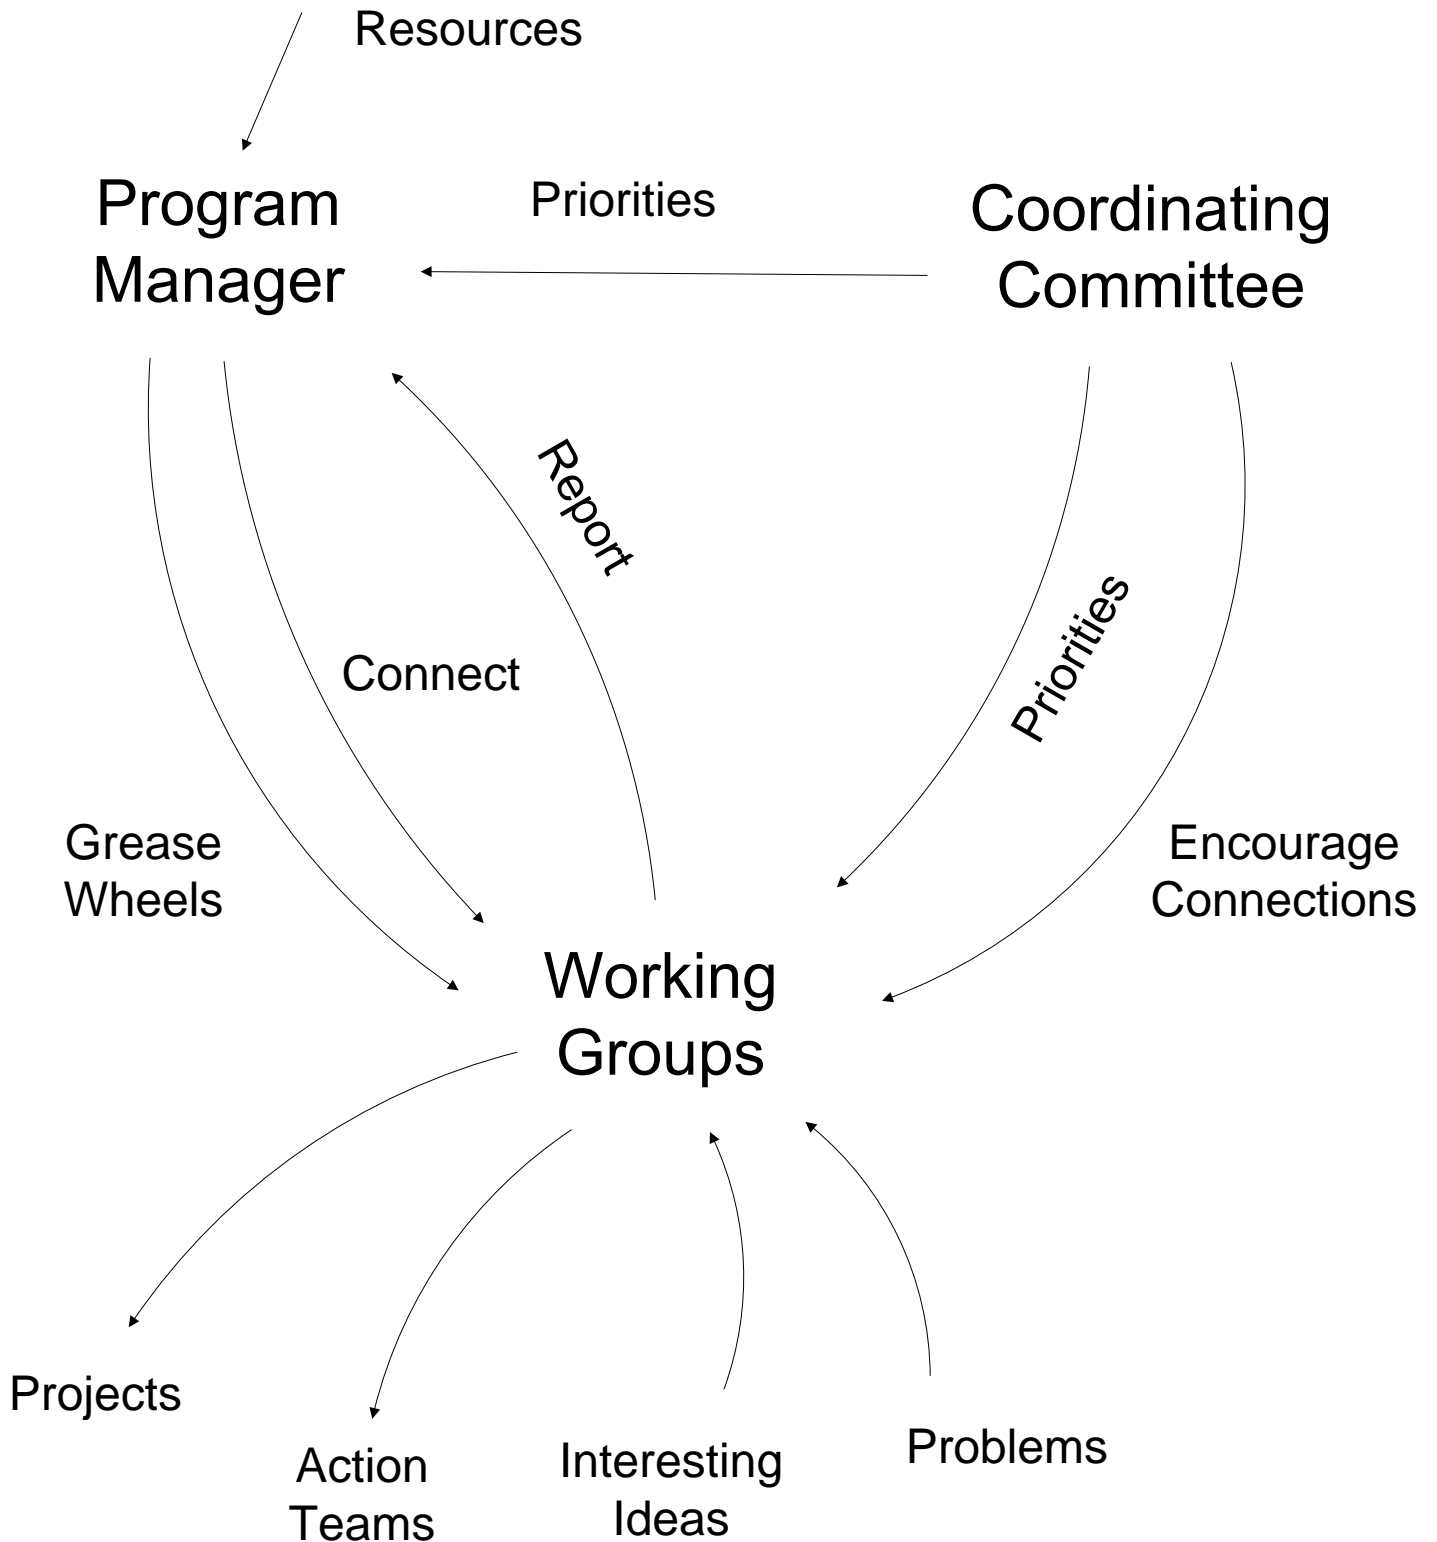 Resources
Program
Manager
Priorities
Coordinating
Committee
Report
Connect
Priorities
Grease
Wheels
Encourage
Connections
Working
Groups
Projects
Action
Teams
Interesting
Ideas
Problems